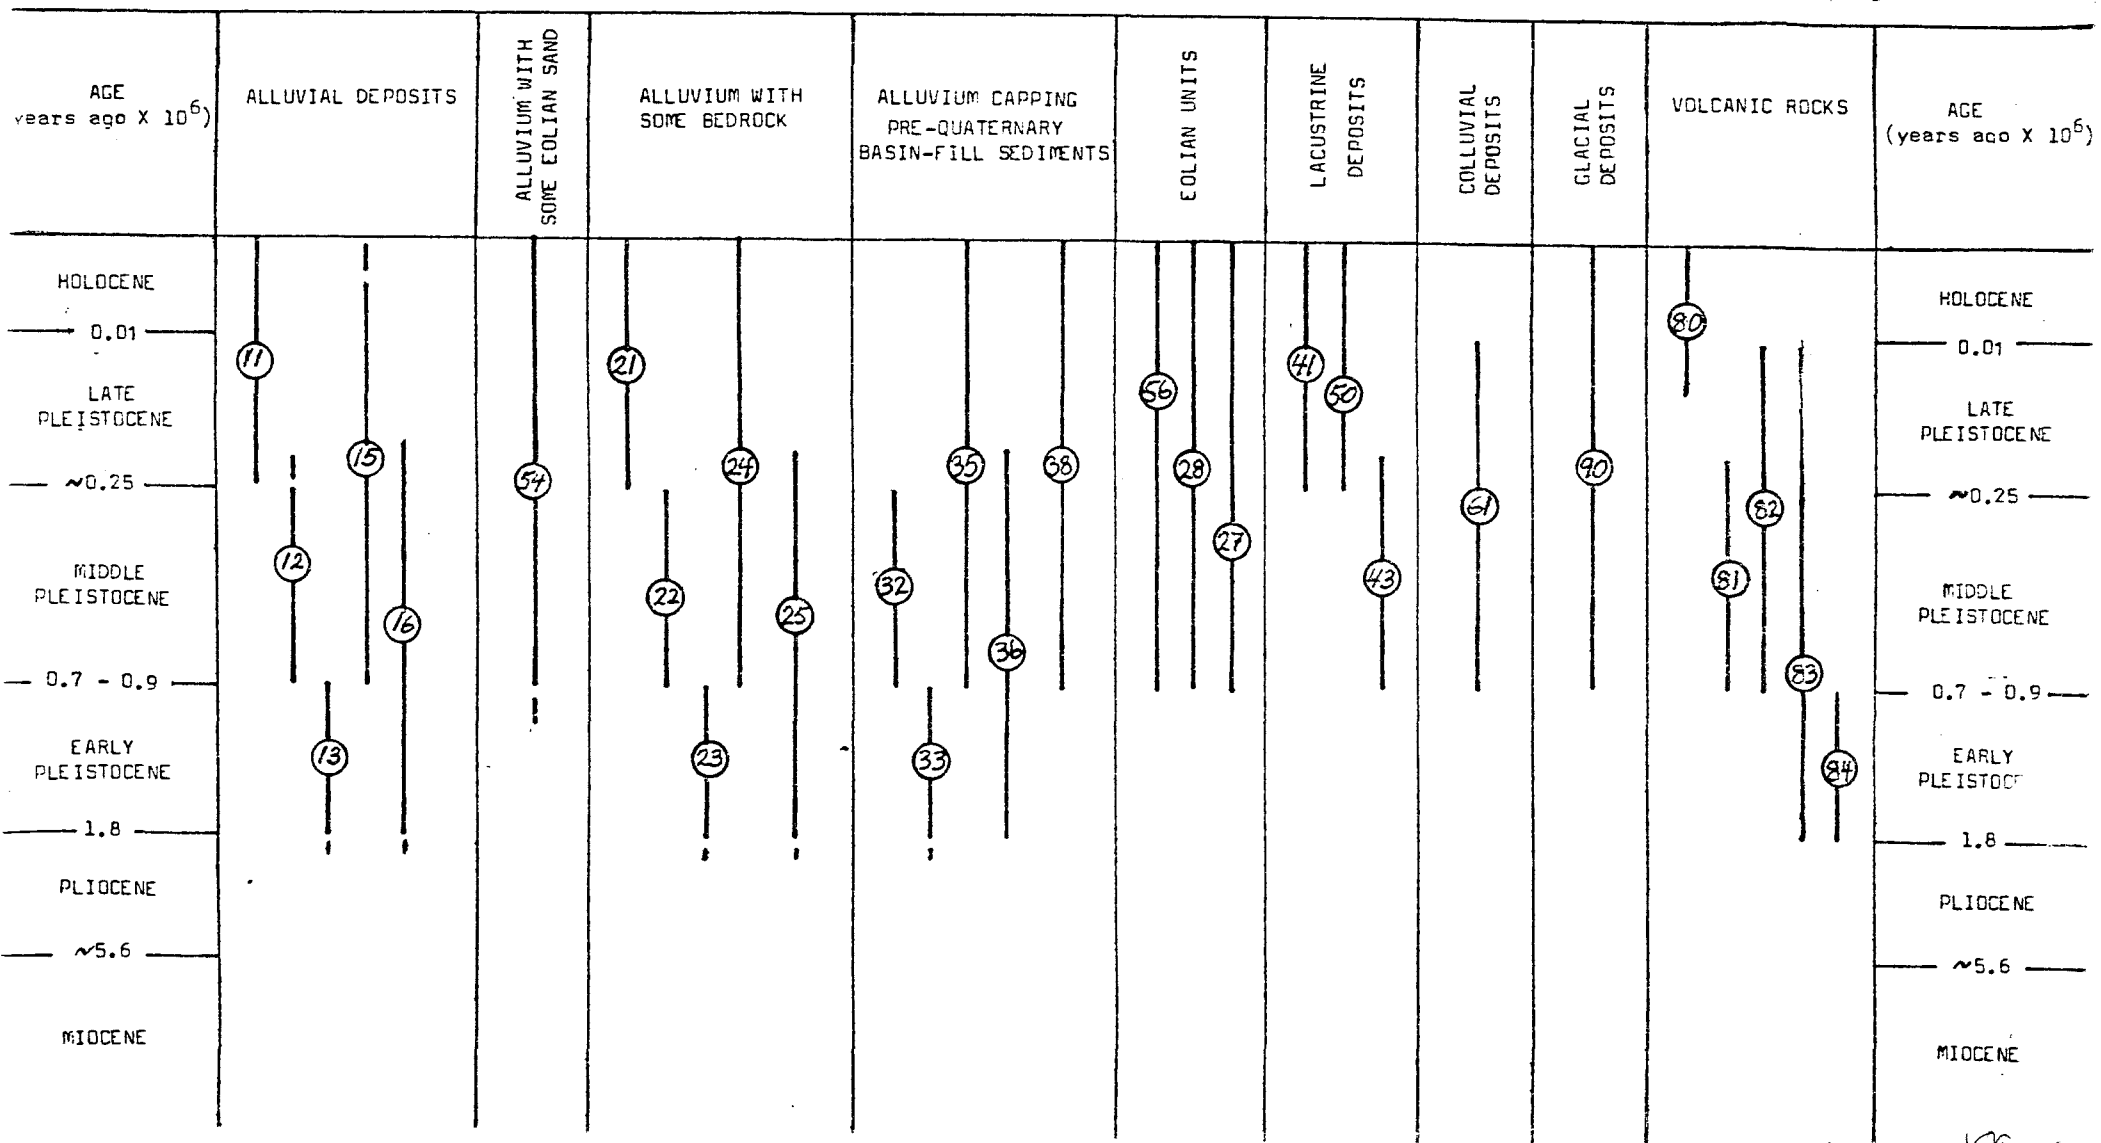 AGE
years ago X 10⁶)
ALLUVIAL DEPOSITS
ALLUVIUM WITH
SOME EOLIAN SAND
ALLUVIUM WITH
SOME BEDROCK
ALLUVIUM CAPPING
PRE-QUATERNARY
BASIN-FILL SEDIMENTS
EOLIAN UNITS
LACUSTRINE
DEPOSITS
COLLUVIAL
DEPOSITS
GLACIAL
DEPOSITS
VOLCANIC ROCKS
AGE
(years ago X 10⁶)
HOLOCENE
0.01
LATE
PLEISTOCENE
~0.25
MIDDLE
PLEISTOCENE
0.7 - 0.9
EARLY
PLEISTOCENE
1.8
PLIOCENE
~5.6
MIOCENE
11
12
13
15
16
54
21
22
23
24
25
32
33
35
36
38
56
28
27
41
50
43
61
90
80
81
82
83
84
HOLOCENE
0.01
LATE
PLEISTOCENE
~0.25
MIDDLE
PLEISTOCENE
0.7 - 0.9
EARLY
PLEISTOC
1.8
PLIOCENE
~5.6
MIOCENE